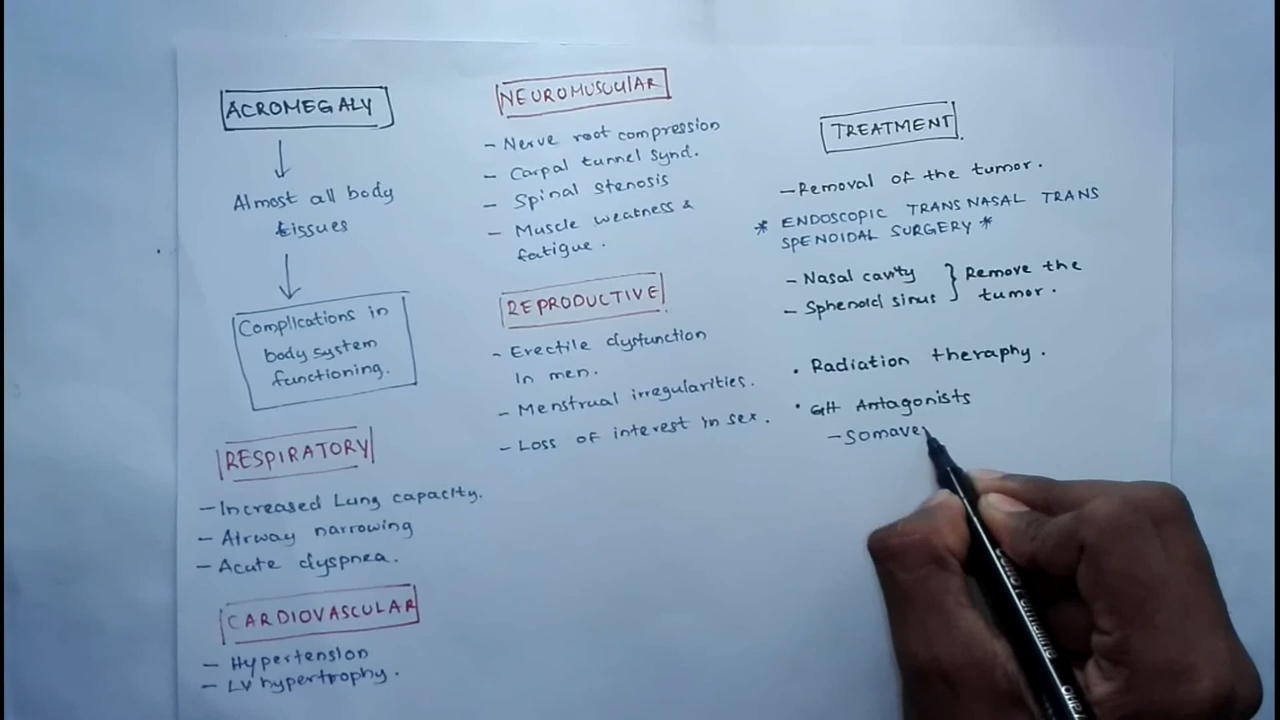 ACROMEGALY
Almost all body
tissues
Complications in
body system
functioning.
RESPIRATORY
- Increased Lung capacity.
- Airway narrowing
- Acute dyspnea.
CARDIOVASCULAR
- Hypertension
- LV hypertrophy.
NEUROMUSCULAR
- Nerve root compression
- Carpal tunnel synd.
- Spinal stenosis
- Muscle weakness &
fatigue.
REPRODUCTIVE
- Erectile dysfunction
In men.
- Menstrual irregularities.
- Loss of interest in sex.
TREATMENT
- Removal of the tumor.
* ENDOSCOPIC TRANS NASAL TRANS
SPENOIDAL SURGERY *
- Nasal cavity } Remove the
- Sphenoid sinus } tumor.
• Radiation theraphy.
• GH Antagonists
- Somave